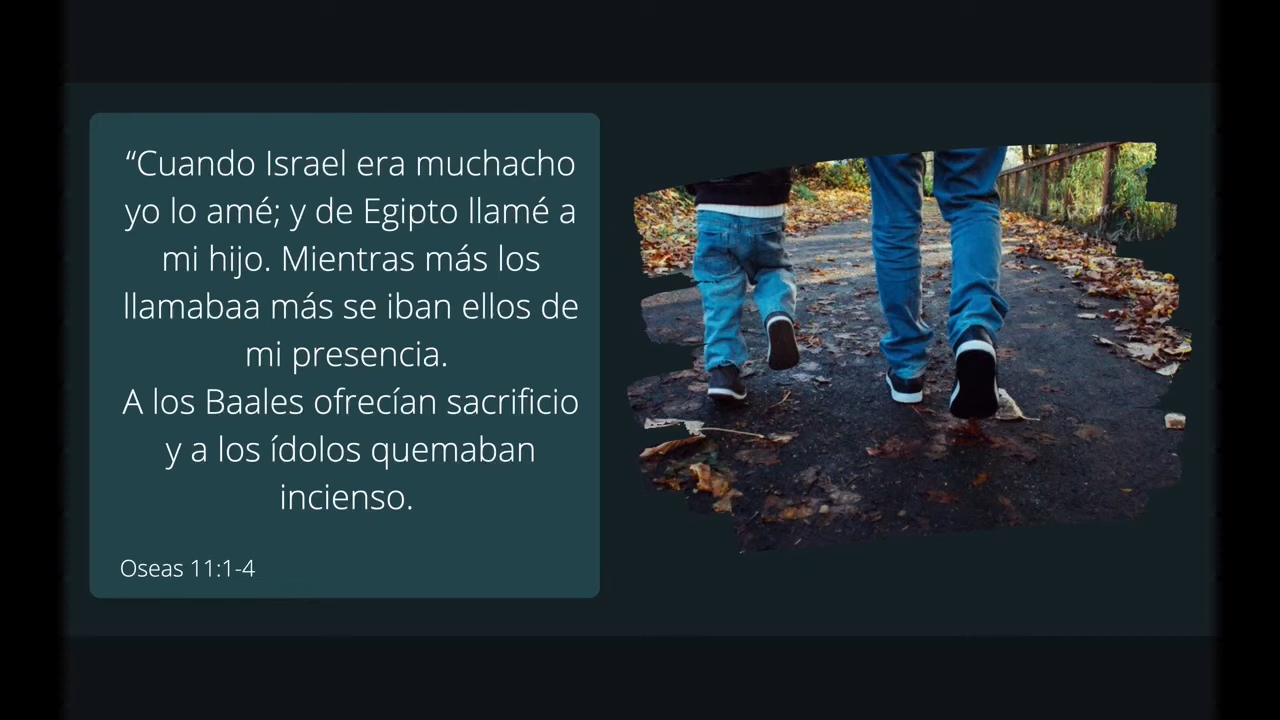 “Cuando Israel era muchacho
yo lo amé; y de Egipto llamé a
mi hijo. Mientras más los
llamabaa más se iban ellos de
mi presencia.
A los Baales ofrecían sacrificio
y a los ídolos quemaban
incienso.
Oseas 11:1-4